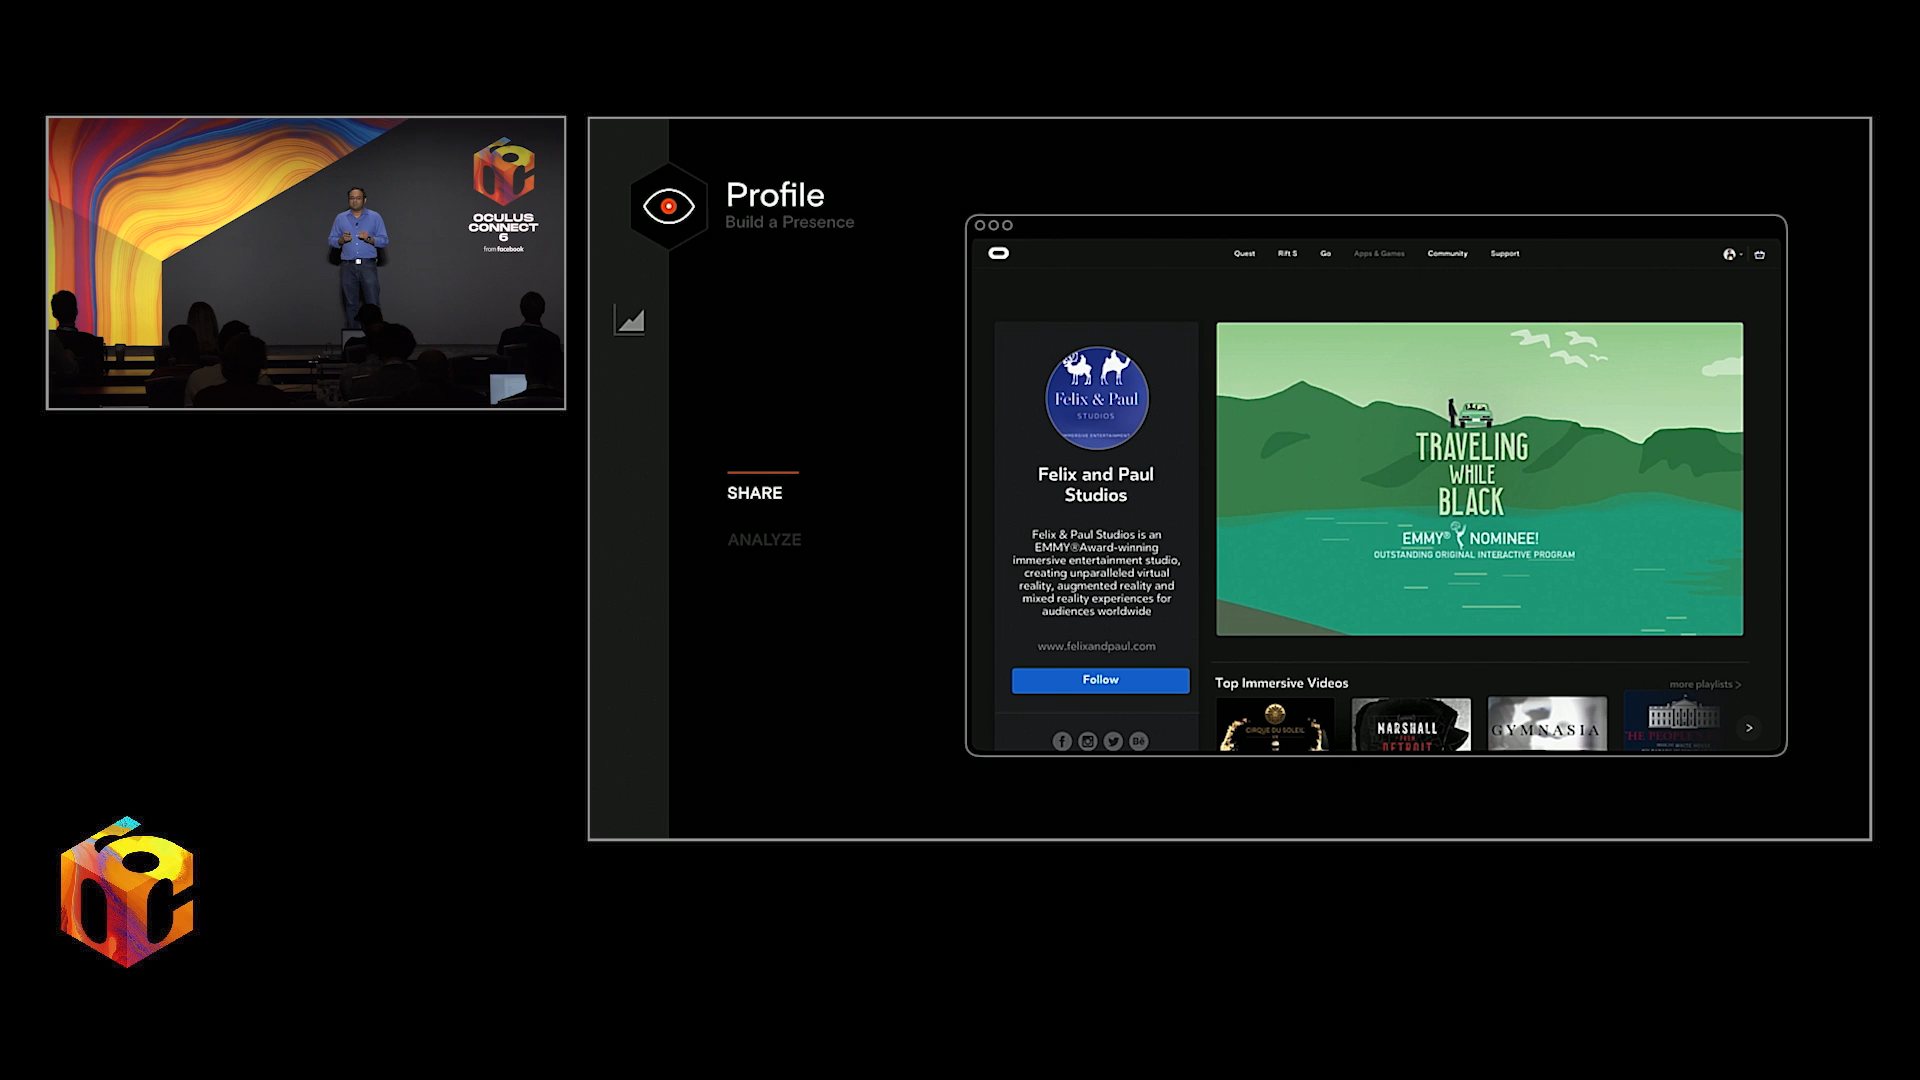 OCULUS
CONNECT
6
from facebook
Profile
Build a Presence
SHARE
ANALYZE
Quest Rift S Go Apps & Games Community Support
Felix & Paul
STUDIOS
IMMERSIVE ENTERTAINMENT
Felix and Paul
Studios
Felix & Paul Studios is an
EMMY®Award-winning
immersive entertainment studio,
creating unparalleled virtual
reality, augmented reality and
mixed reality experiences for
audiences worldwide
www.felixandpaul.com
Follow
TRAVELING
WHILE
BLACK
EMMY® NOMINEE!
OUTSTANDING ORIGINAL INTERACTIVE PROGRAM
Top Immersive Videos
more playlists >
CIRQUE DU SOLEIL
MARSHALL
FROM
DETROIT
GYMNASIA
THE PEOPLE'S